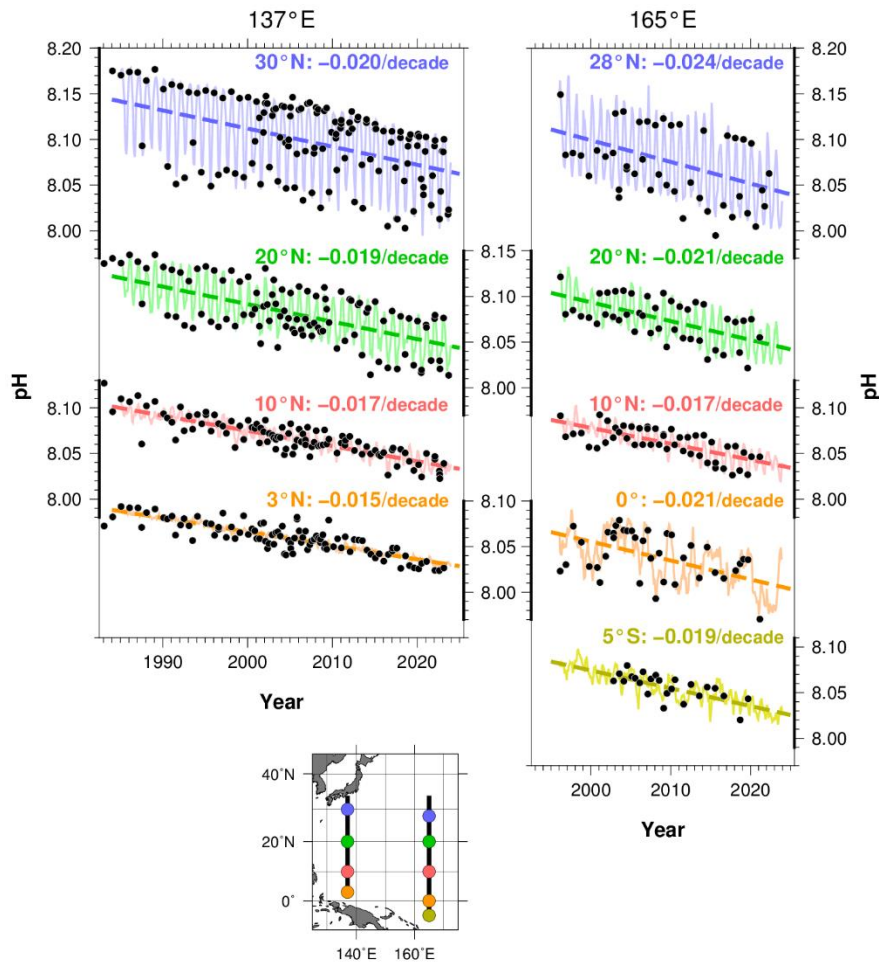 137°E
165°E
8.20
8.15
8.10
8.05
8.00
30°N: −0.020/decade
28°N: −0.024/decade
8.20
8.15
8.10
8.05
8.00
20°N: −0.019/decade
8.15
8.10
8.05
8.00
20°N: −0.021/decade
pH
8.10
8.05
8.00
10°N: −0.017/decade
10°N: −0.017/decade
8.10
8.05
8.00
pH
3°N: −0.015/decade
8.10
8.05
8.00
0°: −0.021/decade
5°S: −0.019/decade
8.10
8.05
8.00
1990
2000
2010
2020
Year
2000
2010
2020
Year
40°N
20°N
0°
140°E
160°E